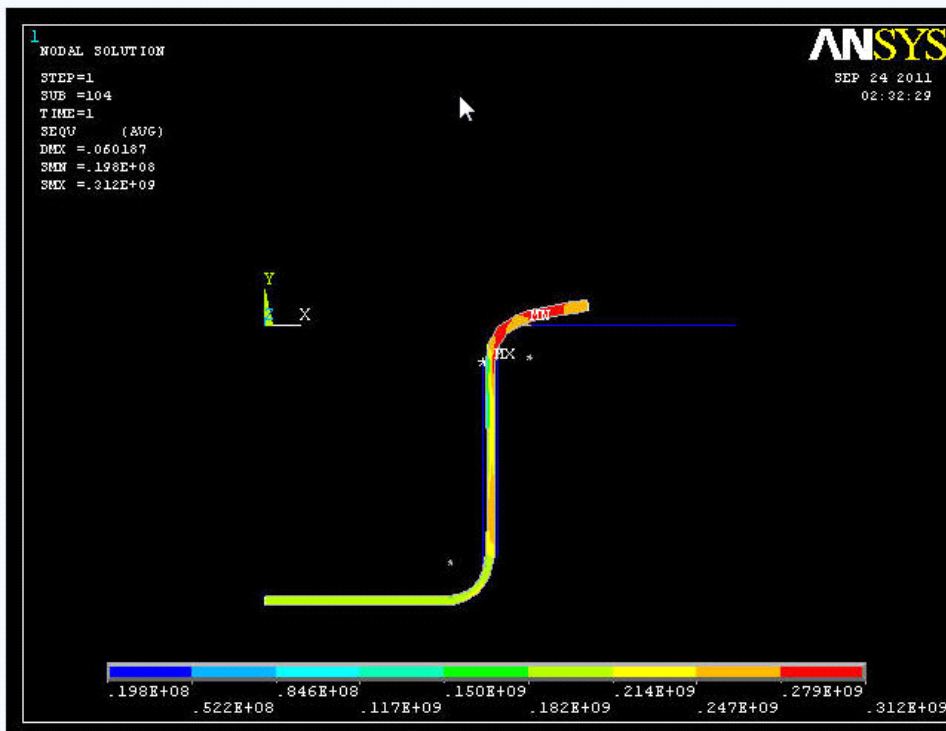 1
NODAL SOLUTION
ANSYS
STEP=1
SEP 24 2011
SUB =104
02:32:29
TIME=1
SEQV (AVG)
DMX =.060187
SMN =.198E+08
SMX =.312E+09
Y
Z X
MN
MX
.198E+08 .846E+08 .150E+09 .214E+09 .279E+09
.522E+08 .117E+09 .182E+09 .247E+09 .312E+09